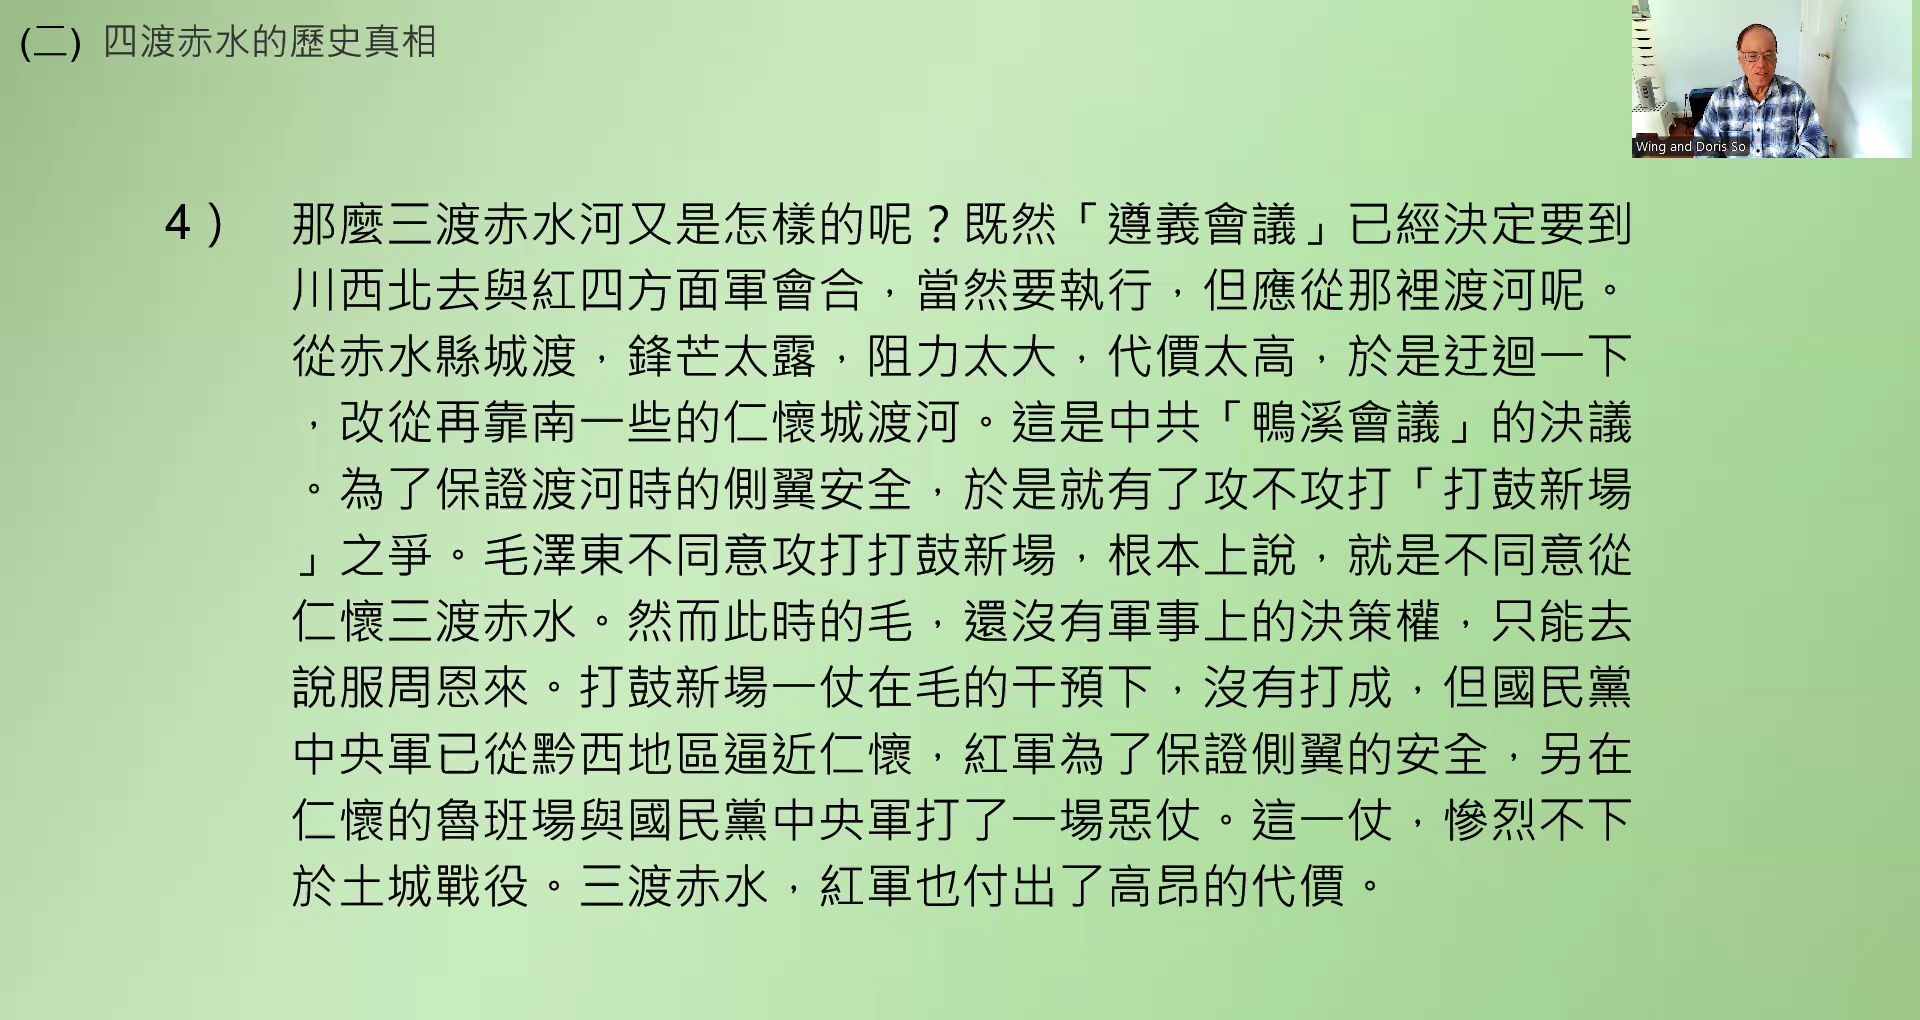 (二) 四渡赤水的歷史真相
Wing and Doris So
4） 那麼三渡赤水河又是怎樣的呢？既然「遵義會議」已經決定要到
川西北去與紅四方面軍會合，當然要執行，但應從那裡渡河呢。
從赤水縣城渡，鋒芒太露，阻力太大，代價太高，於是迂迴一下
，改從再靠南一些的仁懷城渡河。這是中共「鴨溪會議」的決議
。為了保證渡河時的側翼安全，於是就有了攻不攻打「打鼓新場
」之爭。毛澤東不同意攻打打鼓新場，根本上說，就是不同意從
仁懷三渡赤水。然而此時的毛，還沒有軍事上的決策權，只能去
說服周恩來。打鼓新場一仗在毛的干預下，沒有打成，但國民黨
中央軍已從黔西地區逼近仁懷，紅軍為了保證側翼的安全，另在
仁懷的魯班場與國民黨中央軍打了一場惡仗。這一仗，慘烈不下
於土城戰役。三渡赤水，紅軍也付出了高昂的代價。